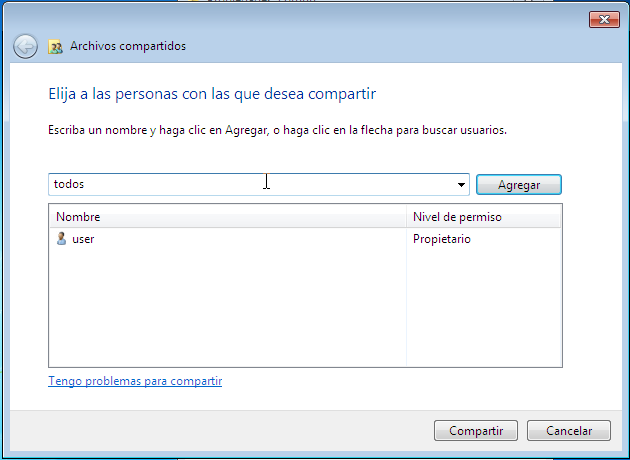 Archivos compartidos
Elija a las personas con las que desea compartir
Escriba un nombre y haga clic en Agregar, o haga clic en la flecha para buscar usuarios.
todos
Agregar
Nombre Nivel de permiso
user Propietario
Tengo problemas para compartir
Compartir Cancelar